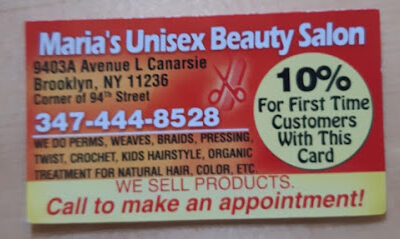 Maria's Unisex Beauty Salon
9403A Avenue L Canarsie
Brooklyn, NY 11236
Corner of 94th Street
347-444-8528
10%
For First Time
Customers
With This
Card
WE DO PERMS, WEAVES, BRAIDS, PRESSING,
TWIST, CROCHET, KIDS HAIRSTYLE, ORGANIC
TREATMENT FOR NATURAL HAIR, COLOR, ETC.
WE SELL PRODUCTS.
Call to make an appointment!